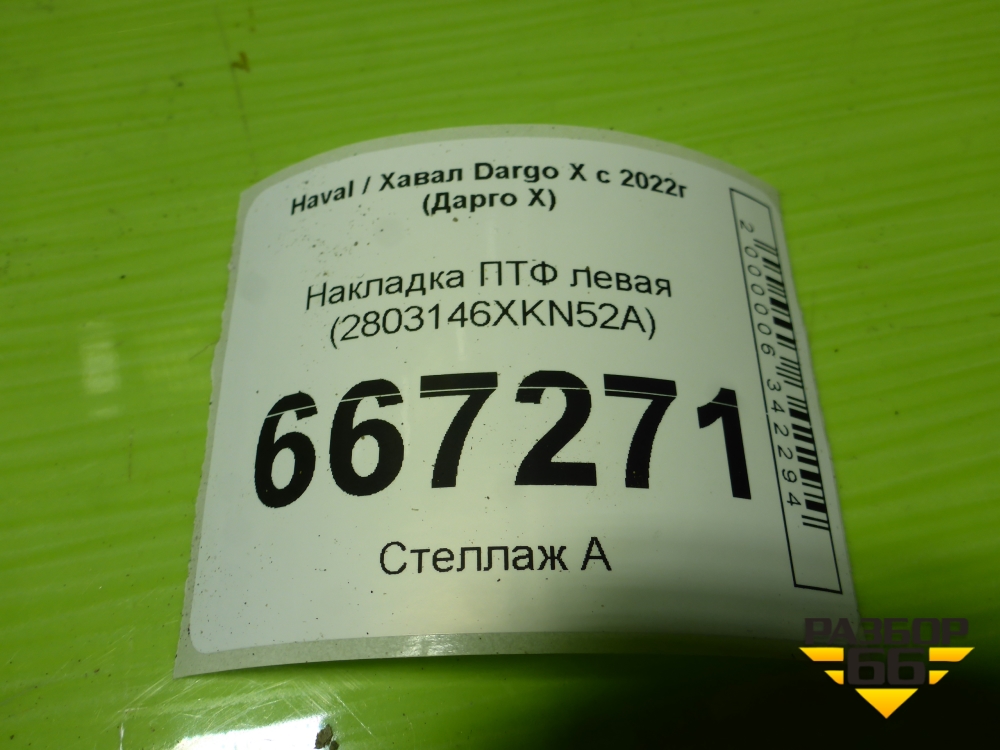 Haval / Хавал Dargo X с 2022г
(Дарго X)
Накладка ПТФ левая
(2803146XKN52A)
667271
Стеллаж А
2000006342294
РАЗБОР
66